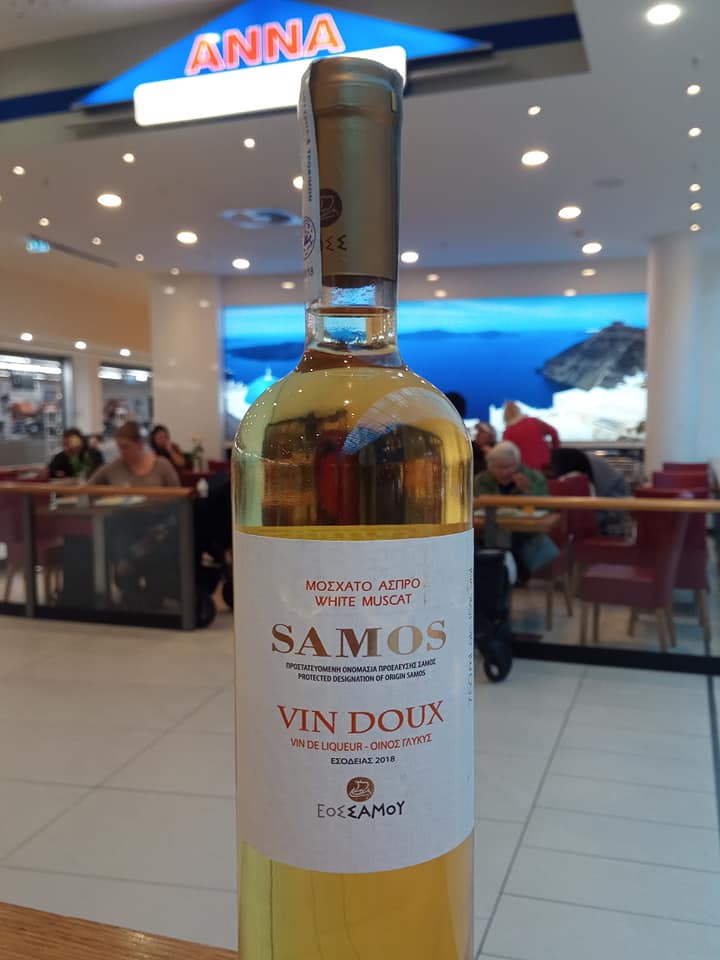 ANNA
ΜΟΣΧΑΤΟ ΑΣΠΡΟ
WHITE MUSCAT
SAMOS
ΠΡΟΣΤΑΤΕΥΟΜΕΝΗ ΟΝΟΜΑΣΙΑ ΠΡΟΕΛΕΥΣΗΣ ΣΑΜΟΣ
PROTECTED DESIGNATION OF ORIGIN SAMOS
VIN DOUX
VIN DE LIQUEUR - ΟΙΝΟΣ ΓΛΥΚΥΣ
ΕΣΟΔΕΙΑΣ 2018
ΕΟΣΣΑΜΟΥ